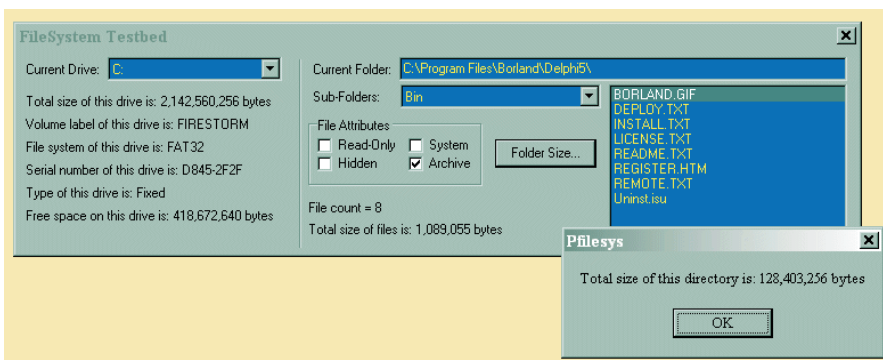 FileSystem Testbed
Current Drive: C:
Total size of this drive is: 2,142,560,256 bytes
Volume label of this drive is: FIRESTORM
File system of this drive is: FAT32
Serial number of this drive is: D845-2F2F
Type of this drive is: Fixed
Free space on this drive is: 418,672,640 bytes
Current Folder: C:\Program Files\Borland\Delphi5\
Sub-Folders: Bin
File Attributes
Read-Only System
Hidden Archive
Folder Size...
File count = 8
Total size of files is: 1,089,055 bytes
BORLAND.GIF
DEPLOY.TXT
INSTALL.TXT
LICENSE.TXT
README.TXT
REGISTER.HTM
REMOTE.TXT
Uninst.isu
Pfilesys
Total size of this directory is: 128,403,256 bytes
OK